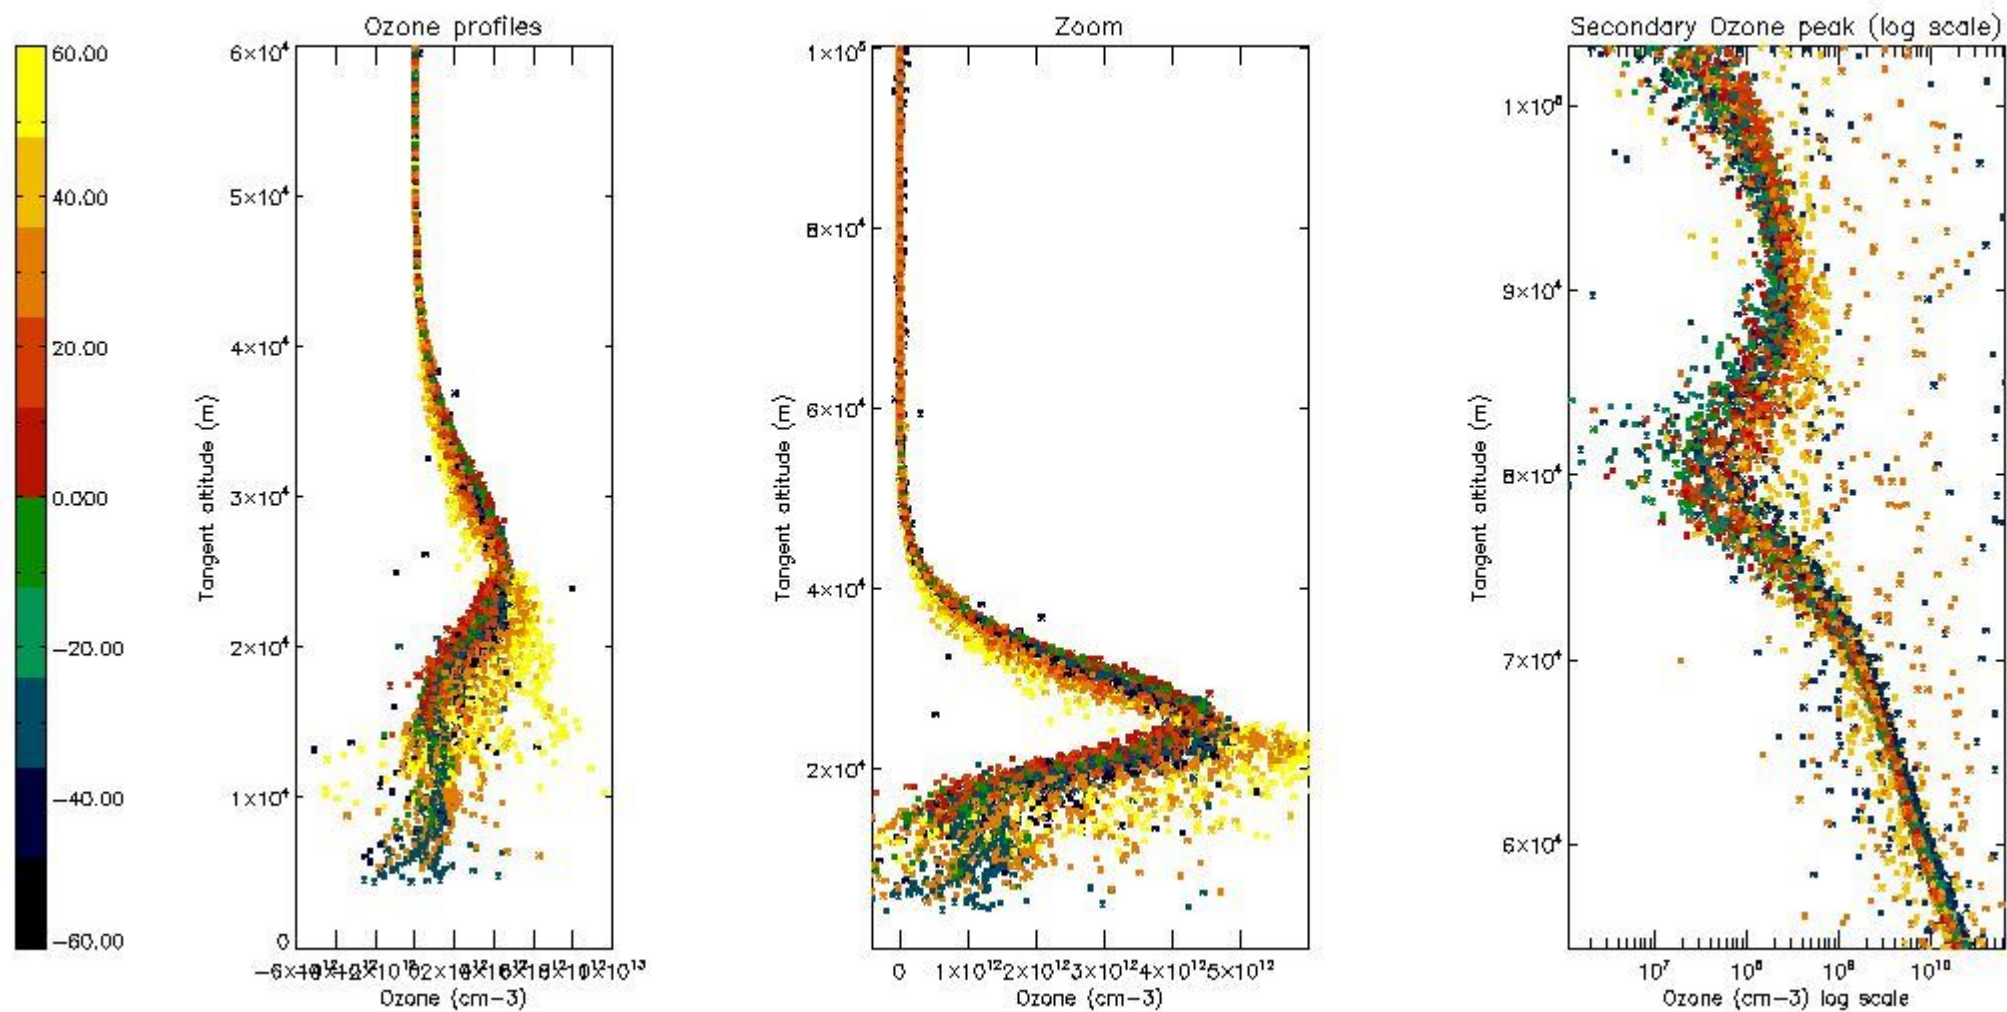 Ozone profiles
Zoom
Secondary Ozone peak (log scale)
60.00
40.00
20.00
0.000
−20.00
−40.00
−60.00
6×10⁴
5×10⁴
4×10⁴
3×10⁴
2×10⁴
1×10⁴
0
Tangent altitude (m)
Ozone (cm−3)
1×10⁵
8×10⁴
6×10⁴
4×10⁴
2×10⁴
Tangent altitude (m)
0 1×10¹² 2×10¹² 3×10¹² 4×10¹² 5×10¹²
Ozone (cm−3)
1×10⁵
9×10⁴
8×10⁴
7×10⁴
6×10⁴
Tangent altitude (m)
10⁷ 10⁸ 10⁹ 10¹⁰
Ozone (cm−3) log scale